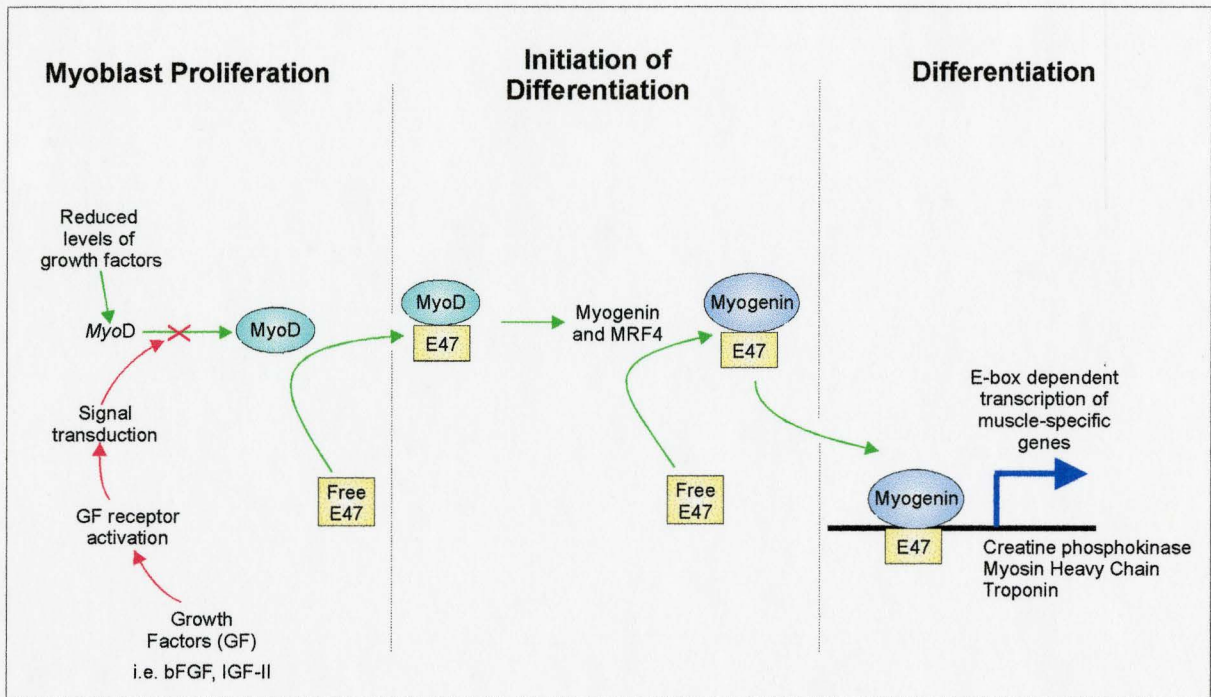 Myoblast Proliferation
Initiation of
Differentiation
Differentiation
Reduced
levels of
growth factors
MyoD
MyoD
Signal
transduction
GF receptor
activation
Growth
Factors (GF)
i.e. bFGF, IGF-II
Free
E47
MyoD
E47
Myogenin
and MRF4
Myogenin
E47
Free
E47
E-box dependent
transcription of
muscle-specific
genes
Myogenin
E47
Creatine phosphokinase
Myosin Heavy Chain
Troponin